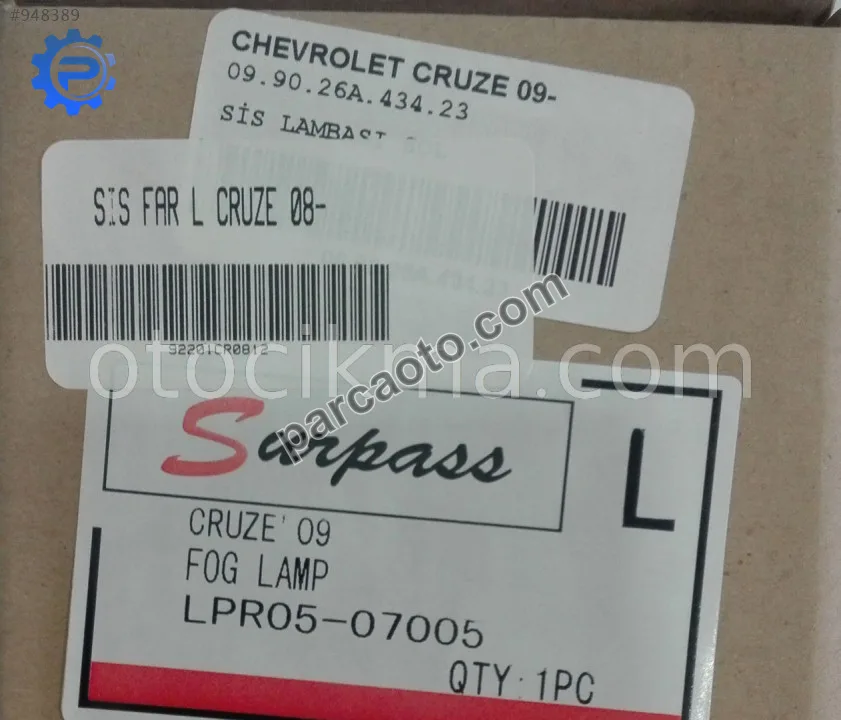 #948389
CHEVROLET CRUZE 09-
09.90.26A.434.23
SİS LAMBASI
SIS FAR L CRUZE 08-
S2201CR0812
otocikma.com
parcaoto.com
Surpass
L
CRUZE' 09
FOG LAMP
LPR05-07005
QTY: 1PC